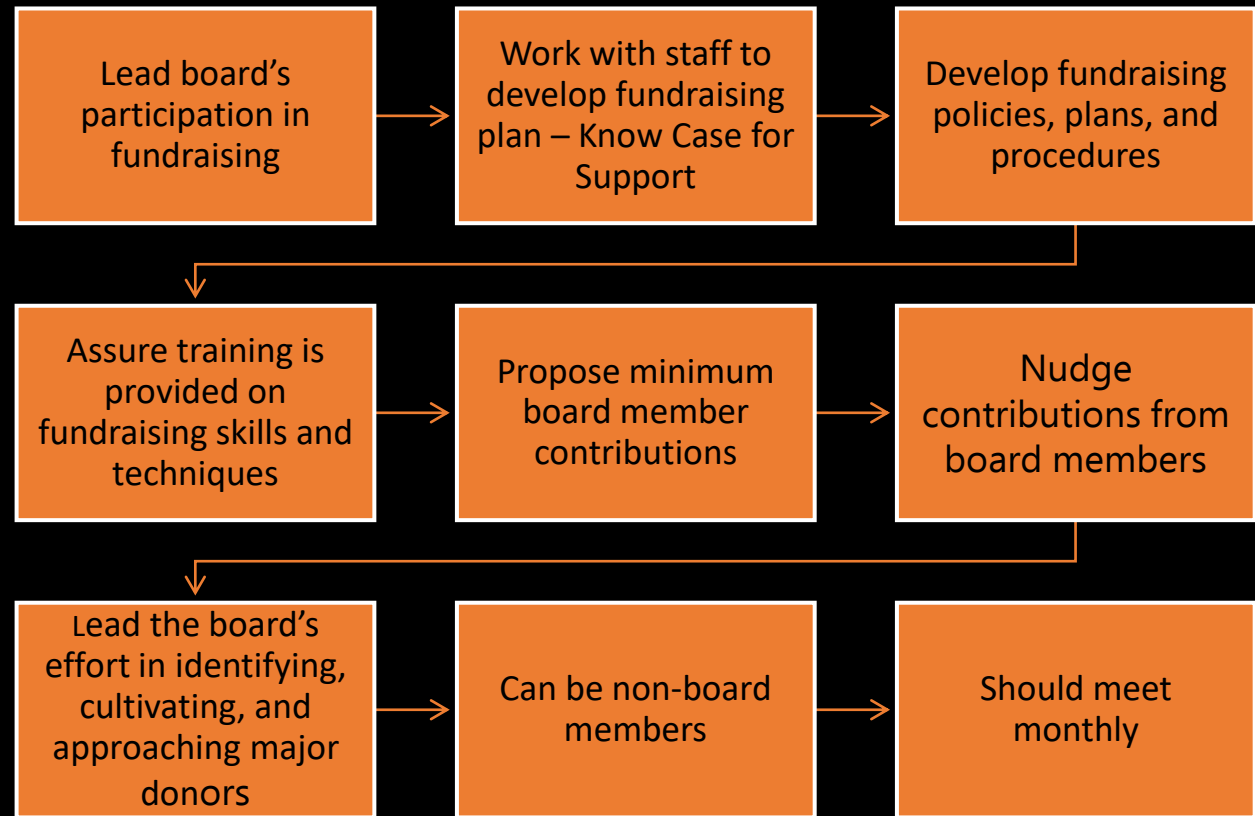 Lead board’s
participation in
fundraising
Work with staff to
develop fundraising
plan – Know Case for
Support
Develop fundraising
policies, plans, and
procedures
Assure training is
provided on
fundraising skills and
techniques
Propose minimum
board member
contributions
Nudge
contributions from
board members
Lead the board’s
effort in identifying,
cultivating, and
approaching major
donors
Can be non-board
members
Should meet
monthly